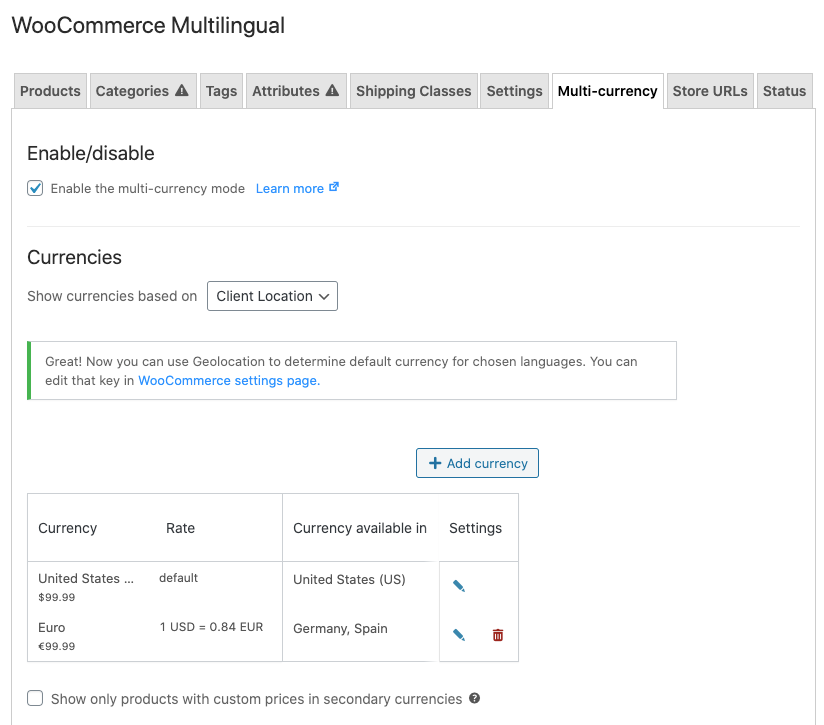 WooCommerce Multilingual
Products Categories Tags Attributes Shipping Classes Settings Multi-currency Store URLs Status
Enable/disable
Enable the multi-currency mode Learn more
Currencies
Show currencies based on Client Location
Great! Now you can use Geolocation to determine default currency for chosen languages. You can
edit that key in WooCommerce settings page.
+ Add currency
Currency Rate Currency available in Settings
United States ... default United States (US)
$99.99
Euro 1 USD = 0.84 EUR Germany, Spain
€99.99
Show only products with custom prices in secondary currencies ?